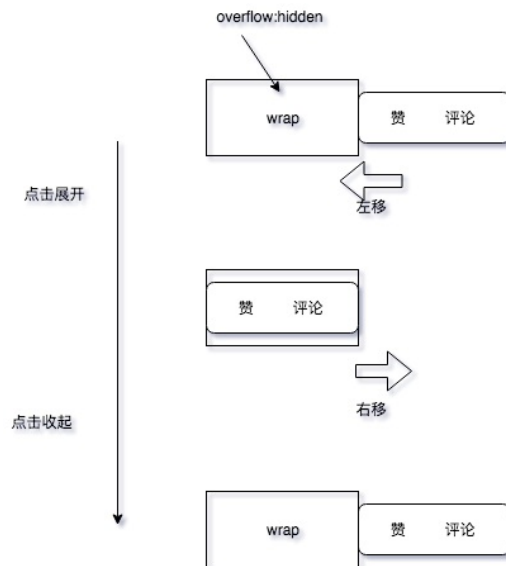 overflow:hidden
wrap
赞 评论
点击展开
左移
赞 评论
右移
点击收起
wrap
赞 评论